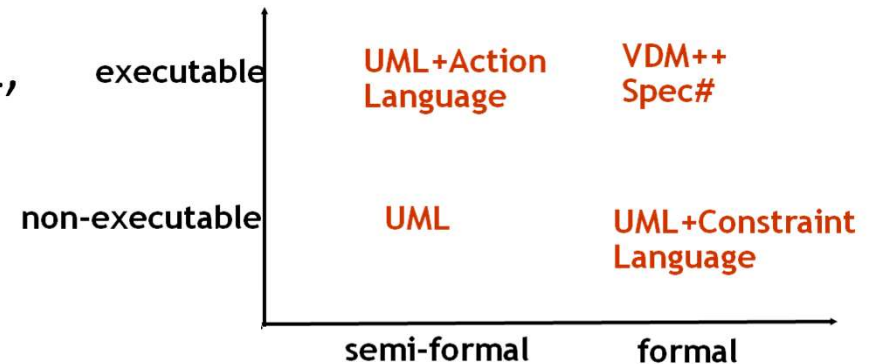 executable
UML+Action
Language
VDM++
Spec#
non-executable
UML
UML+Constraint
Language
semi-formal
formal